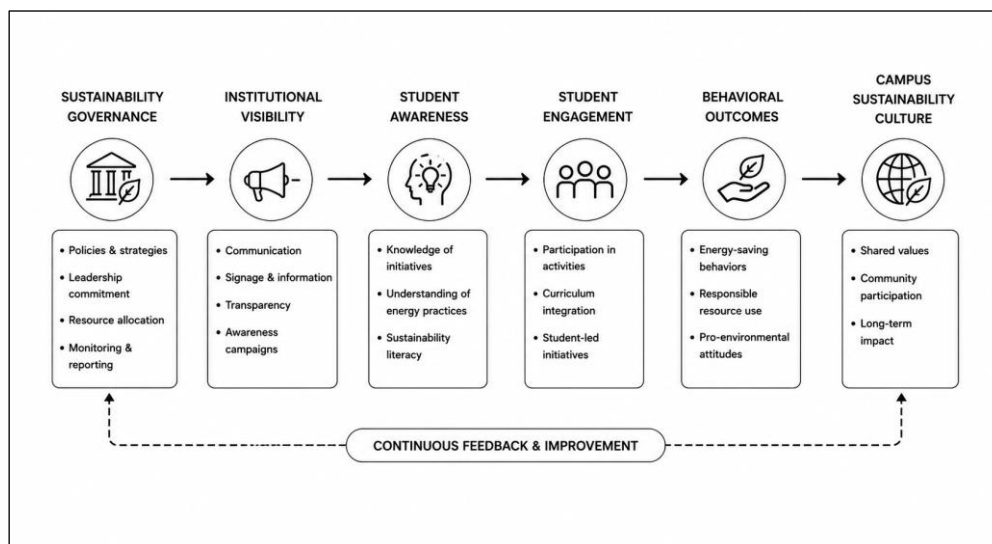 SUSTAINABILITY
GOVERNANCE
INSTITUTIONAL
VISIBILITY
STUDENT
AWARENESS
STUDENT
ENGAGEMENT
BEHAVIORAL
OUTCOMES
CAMPUS
SUSTAINABILITY
CULTURE
• Policies & strategies
• Leadership
commitment
• Resource allocation
• Monitoring &
reporting
• Communication
• Signage & information
• Transparency
• Awareness
campaigns
• Knowledge of
initiatives
• Understanding of
energy practices
• Sustainability
literacy
• Participation in
activities
• Curriculum
integration
• Student-led
initiatives
• Energy-saving
behaviors
• Responsible
resource use
• Pro-environmental
attitudes
• Shared values
• Community
participation
• Long-term
impact
CONTINUOUS FEEDBACK & IMPROVEMENT